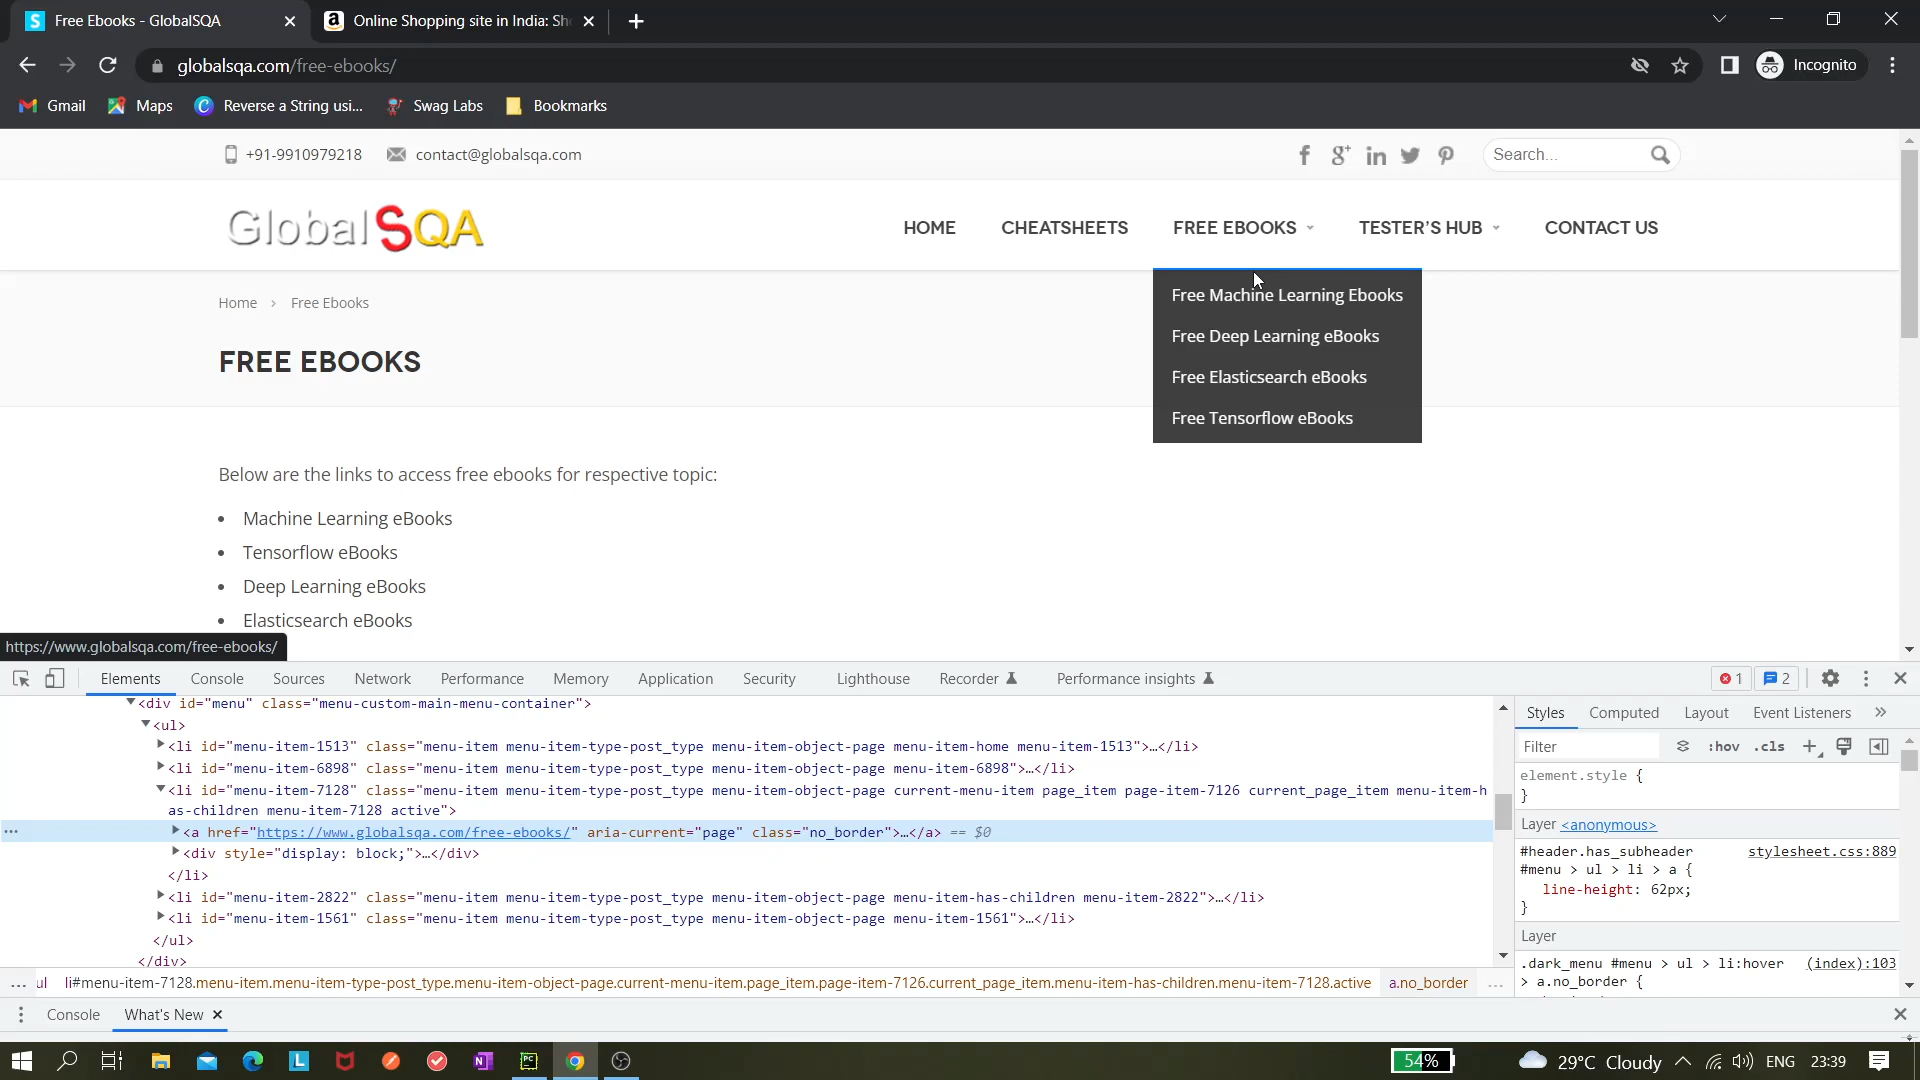 Free Ebooks - GlobalSQA
Online Shopping site in India: Sh
globalsqa.com/free-ebooks/
Incognito
Gmail
Maps
Reverse a String usi...
Swag Labs
Bookmarks
+91-9910979218
contact@globalsqa.com
Search...
GlobalSQA
HOME
CHEATSHEETS
FREE EBOOKS
TESTER'S HUB
CONTACT US
Home › Free Ebooks
Free Machine Learning Ebooks
Free Deep Learning eBooks
Free Elasticsearch eBooks
Free Tensorflow eBooks
FREE EBOOKS
Below are the links to access free ebooks for respective topic:
Machine Learning eBooks
Tensorflow eBooks
Deep Learning eBooks
Elasticsearch eBooks
https://www.globalsqa.com/free-ebooks/
Elements
Console
Sources
Network
Performance
Memory
Application
Security
Lighthouse
Recorder
Performance insights
1
2
<div id="menu" class="menu-custom-main-menu-container">
<ul>
<li id="menu-item-1513" class="menu-item menu-item-type-post_type menu-item-object-page menu-item-home menu-item-1513">…</li>
<li id="menu-item-6898" class="menu-item menu-item-type-post_type menu-item-object-page menu-item-6898">…</li>
<li id="menu-item-7128" class="menu-item menu-item-type-post_type menu-item-object-page current-menu-item page_item page-item-7126 current_page_item menu-item-h
as-children menu-item-7128 active">
<a href="https://www.globalsqa.com/free-ebooks/" aria-current="page" class="no_border">…</a> == $0
<div style="display: block;">…</div>
</li>
<li id="menu-item-2822" class="menu-item menu-item-type-post_type menu-item-object-page menu-item-has-children menu-item-2822">…</li>
<li id="menu-item-1561" class="menu-item menu-item-type-post_type menu-item-object-page menu-item-1561">…</li>
</ul>
</div>
... ul li#menu-item-7128.menu-item.menu-item-type-post_type.menu-item-object-page.current-menu-item.page_item.page-item-7126.current_page_item.menu-item-has-children.menu-item-7128.active a.no_border ...
Styles
Computed
Layout
Event Listeners
Filter
:hov
.cls
element.style {
}
Layer <anonymous>
#header.has_subheader stylesheet.css:889
#menu > ul > li > a {
line-height: 62px;
}
Layer
.dark_menu #menu > ul > li:hover (index):103
> a.no_border {
Console
What's New
54%
29°C Cloudy
ENG
23:39